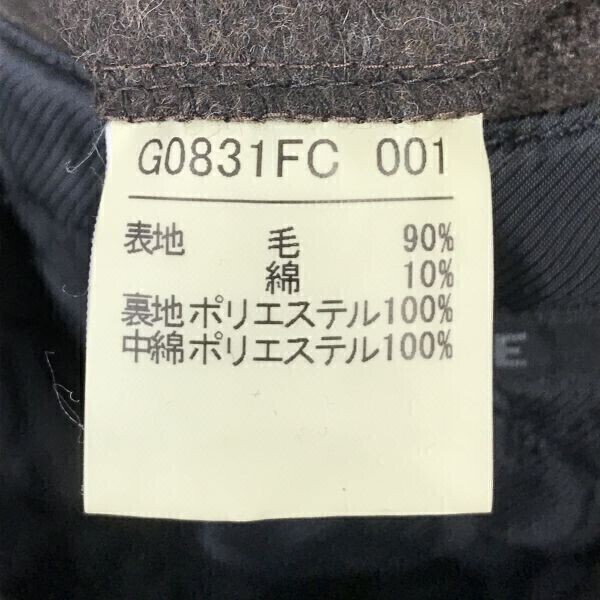 G0831FC 001
表地 毛 90%
綿 10%
裏地 ポリエステル100%
中綿 ポリエステル100%